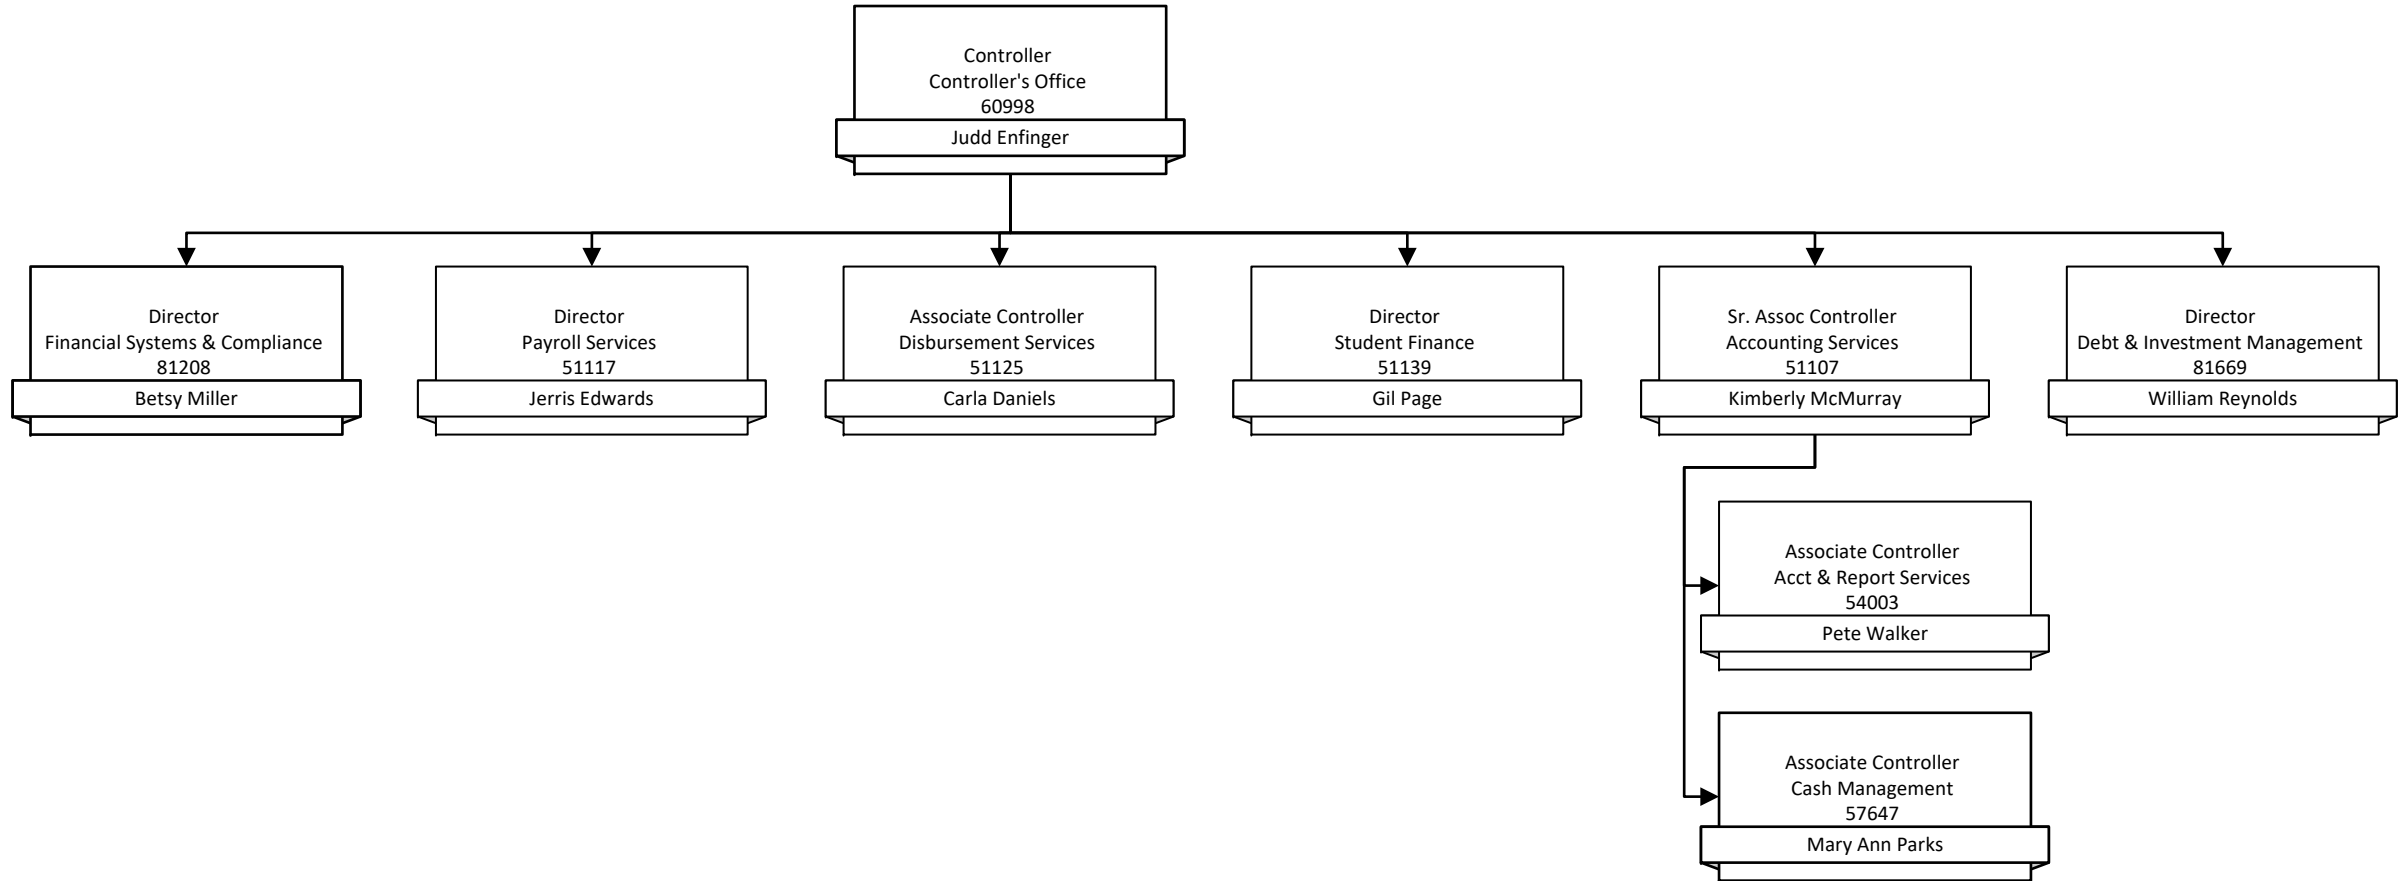 Controller
Controller's Office
60998
Judd Enfinger
Director
Financial Systems & Compliance
81208
Betsy Miller
Director
Payroll Services
51117
Jerris Edwards
Associate Controller
Disbursement Services
51125
Carla Daniels
Director
Student Finance
51139
Gil Page
Sr. Assoc Controller
Accounting Services
51107
Kimberly McMurray
Director
Debt & Investment Management
81669
William Reynolds
Associate Controller
Acct & Report Services
54003
Pete Walker
Associate Controller
Cash Management
57647
Mary Ann Parks